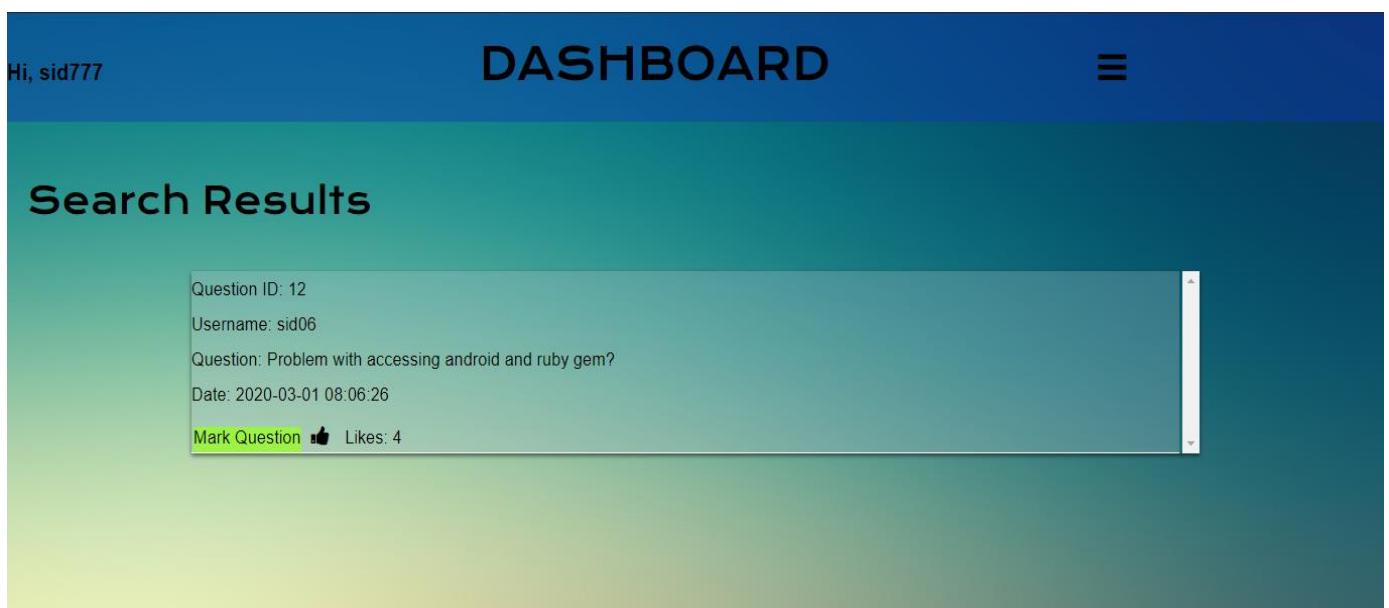 Hi, sid777
DASHBOARD
Search Results
Question ID: 12
Username: sid06
Question: Problem with accessing android and ruby gem?
Date: 2020-03-01 08:06:26
Mark Question Likes: 4